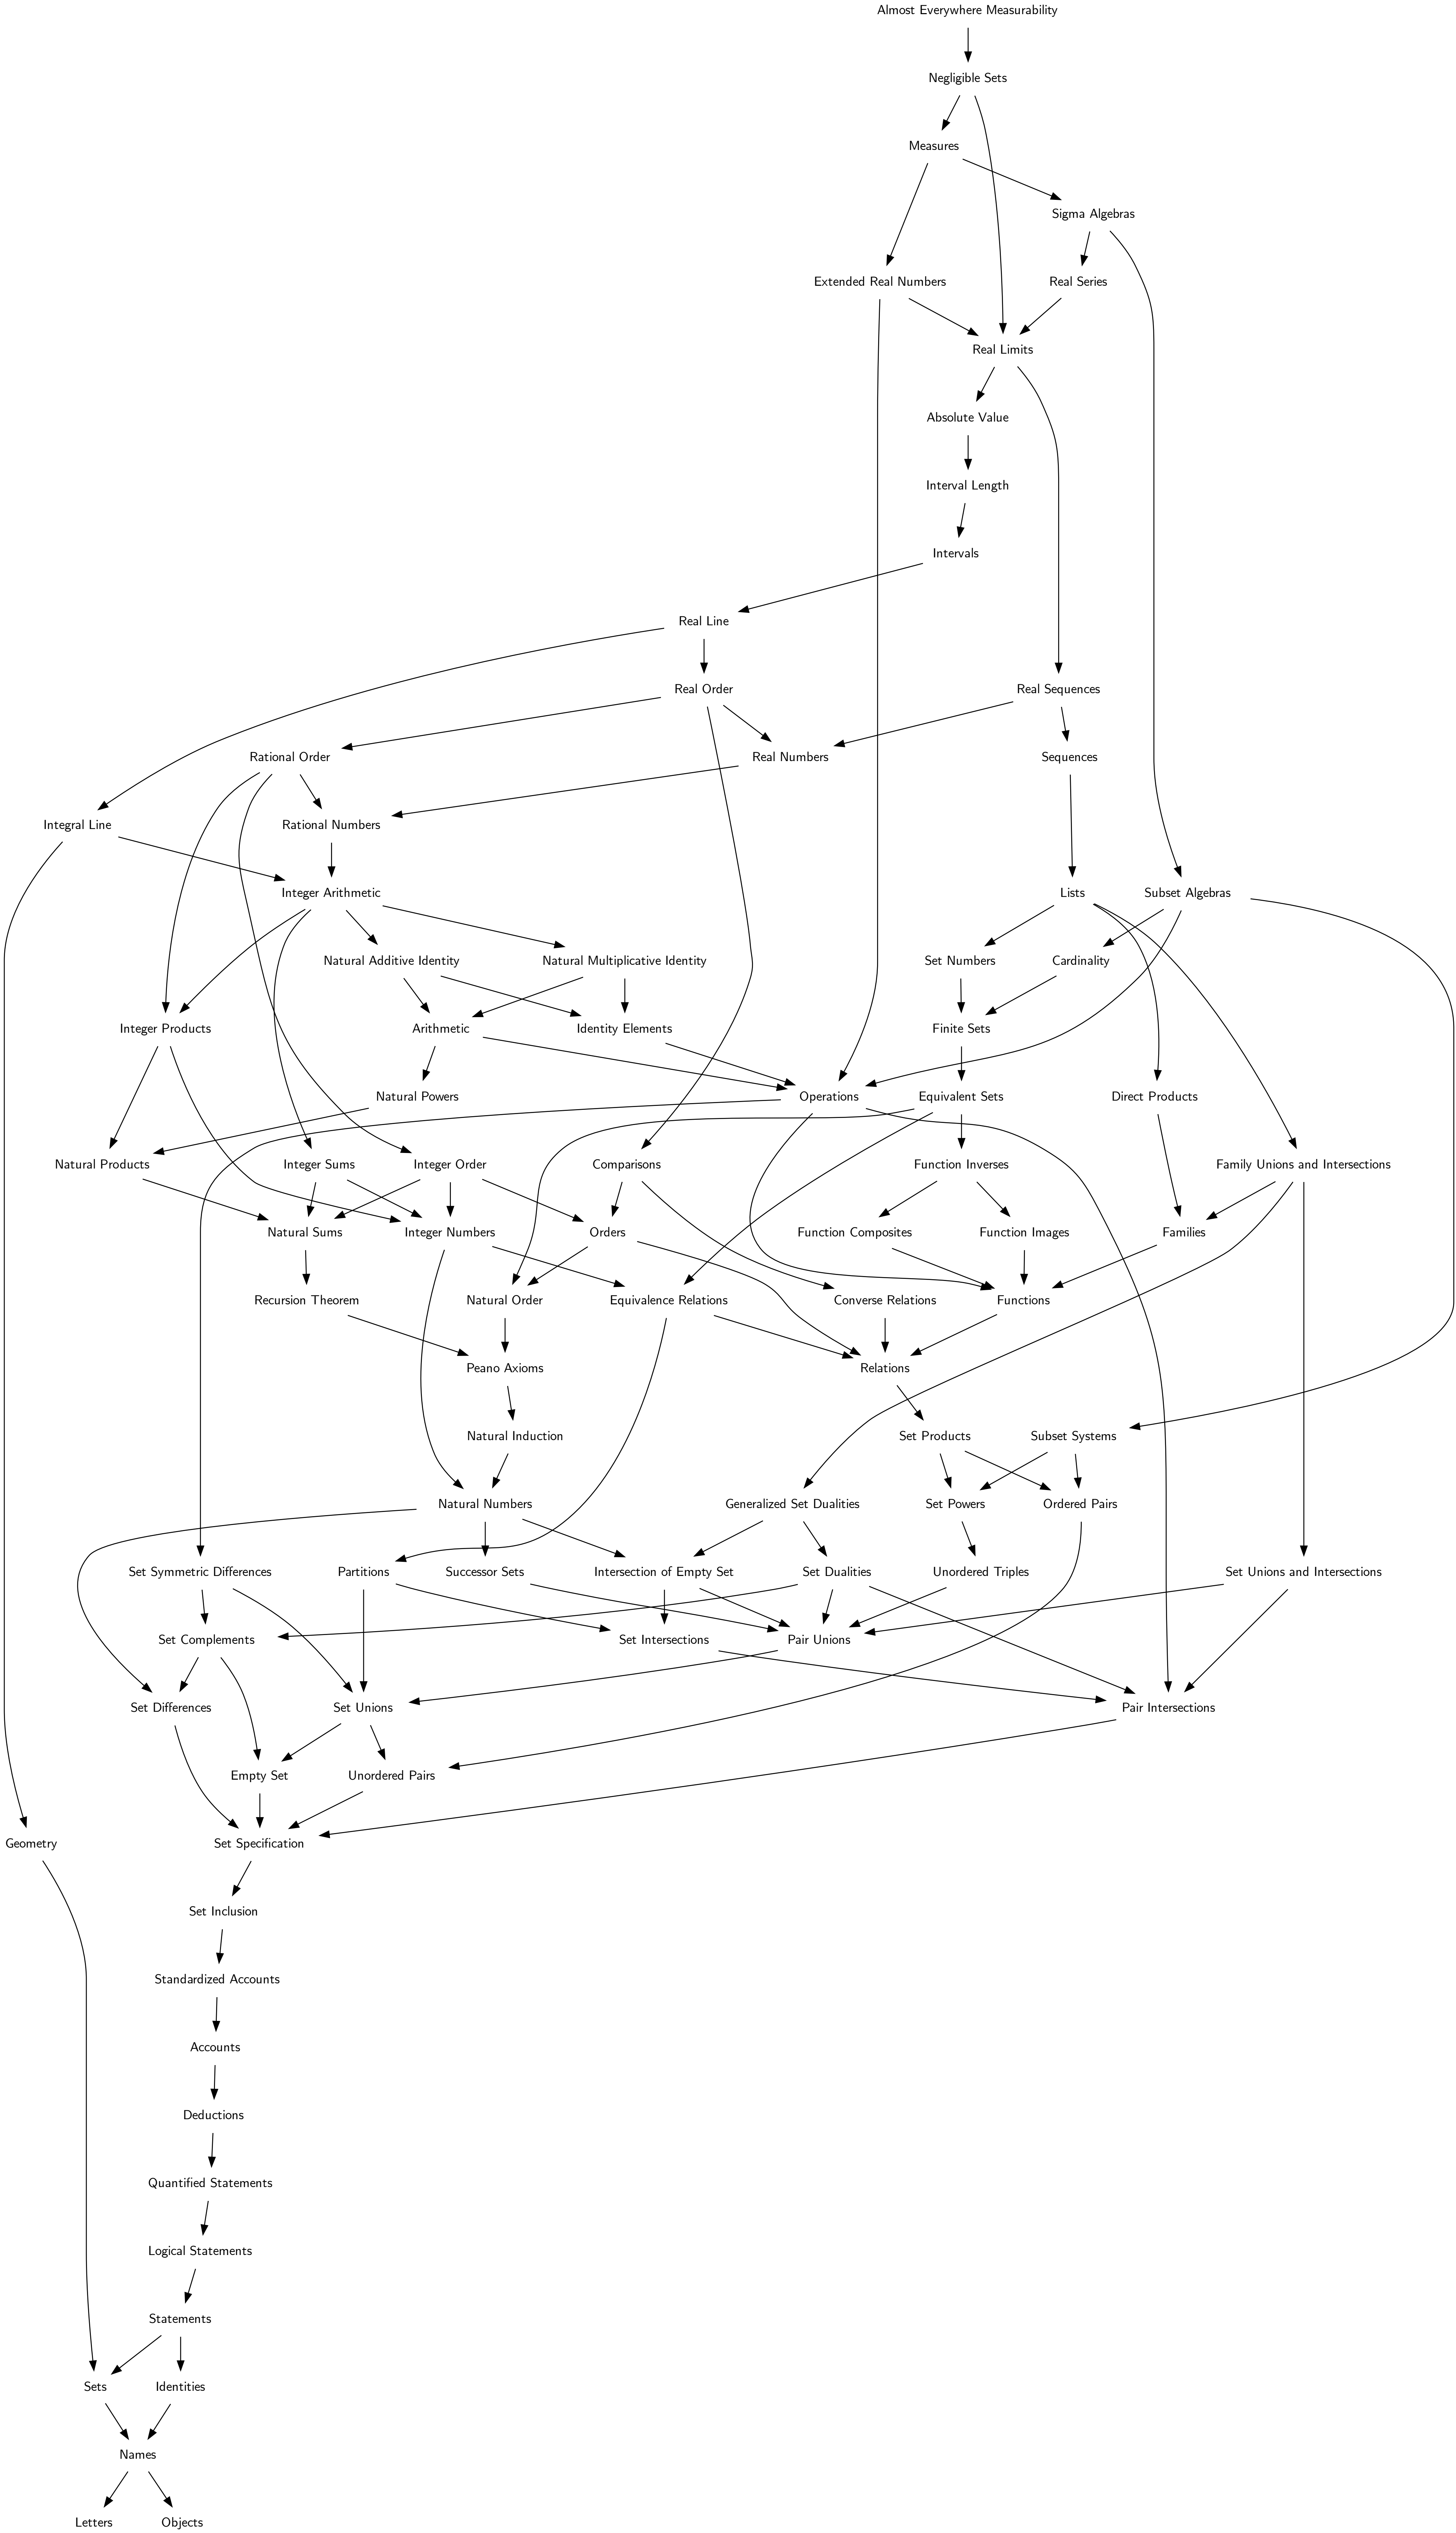 Almost Everywhere Measurability
Negligible Sets
Measures
Sigma Algebras
Extended Real Numbers
Real Series
Real Limits
Absolute Value
Interval Length
Intervals
Real Line
Real Order
Real Sequences
Rational Order
Real Numbers
Sequences
Integral Line
Rational Numbers
Integer Arithmetic
Lists
Subset Algebras
Natural Additive Identity
Natural Multiplicative Identity
Set Numbers
Cardinality
Integer Products
Arithmetic
Identity Elements
Finite Sets
Natural Powers
Operations
Equivalent Sets
Direct Products
Natural Products
Integer Sums
Integer Order
Comparisons
Function Inverses
Family Unions and Intersections
Natural Sums
Integer Numbers
Orders
Function Composites
Function Images
Families
Recursion Theorem
Natural Order
Equivalence Relations
Converse Relations
Functions
Peano Axioms
Relations
Natural Induction
Set Products
Subset Systems
Natural Numbers
Generalized Set Dualities
Set Powers
Ordered Pairs
Set Symmetric Differences
Partitions
Successor Sets
Intersection of Empty Set
Set Dualities
Unordered Triples
Set Unions and Intersections
Set Complements
Set Intersections
Pair Unions
Set Differences
Set Unions
Pair Intersections
Empty Set
Unordered Pairs
Geometry
Set Specification
Set Inclusion
Standardized Accounts
Accounts
Deductions
Quantified Statements
Logical Statements
Statements
Sets
Identities
Names
Letters
Objects